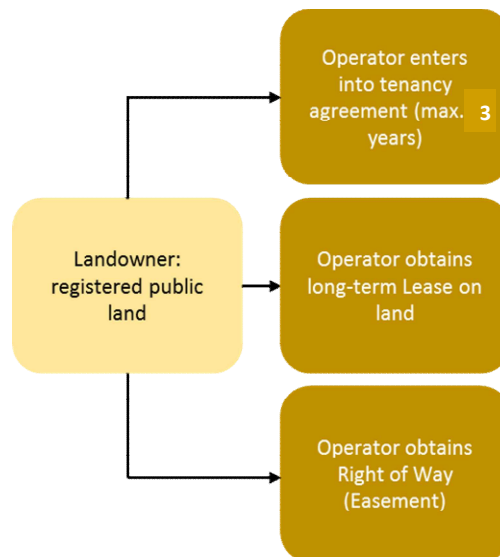 Operator enters
into tenancy
agreement (max. 3
years)
Landowner:
registered public
land
Operator obtains
long-term Lease on
land
Operator obtains
Right of Way
(Easement)